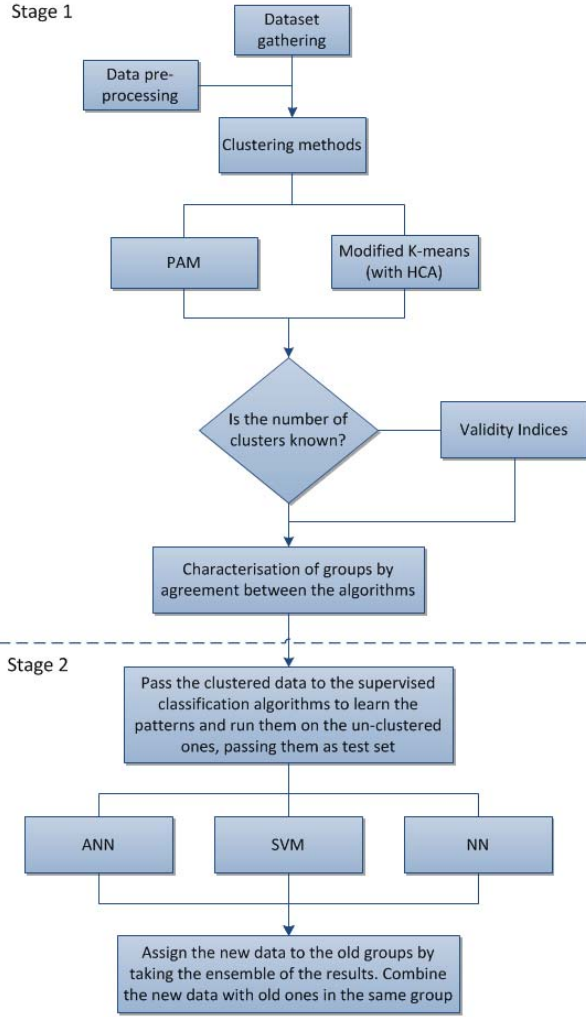 Stage 1
Dataset
gathering
Data pre-
processing
Clustering methods
PAM
Modified K-means
(with HCA)
Is the number of
clusters known?
Validity Indices
Characterisation of groups by
agreement between the algorithms
Stage 2
Pass the clustered data to the supervised
classification algorithms to learn the
patterns and run them on the un-clustered
ones, passing them as test set
ANN
SVM
NN
Assign the new data to the old groups by
taking the ensemble of the results. Combine
the new data with old ones in the same group